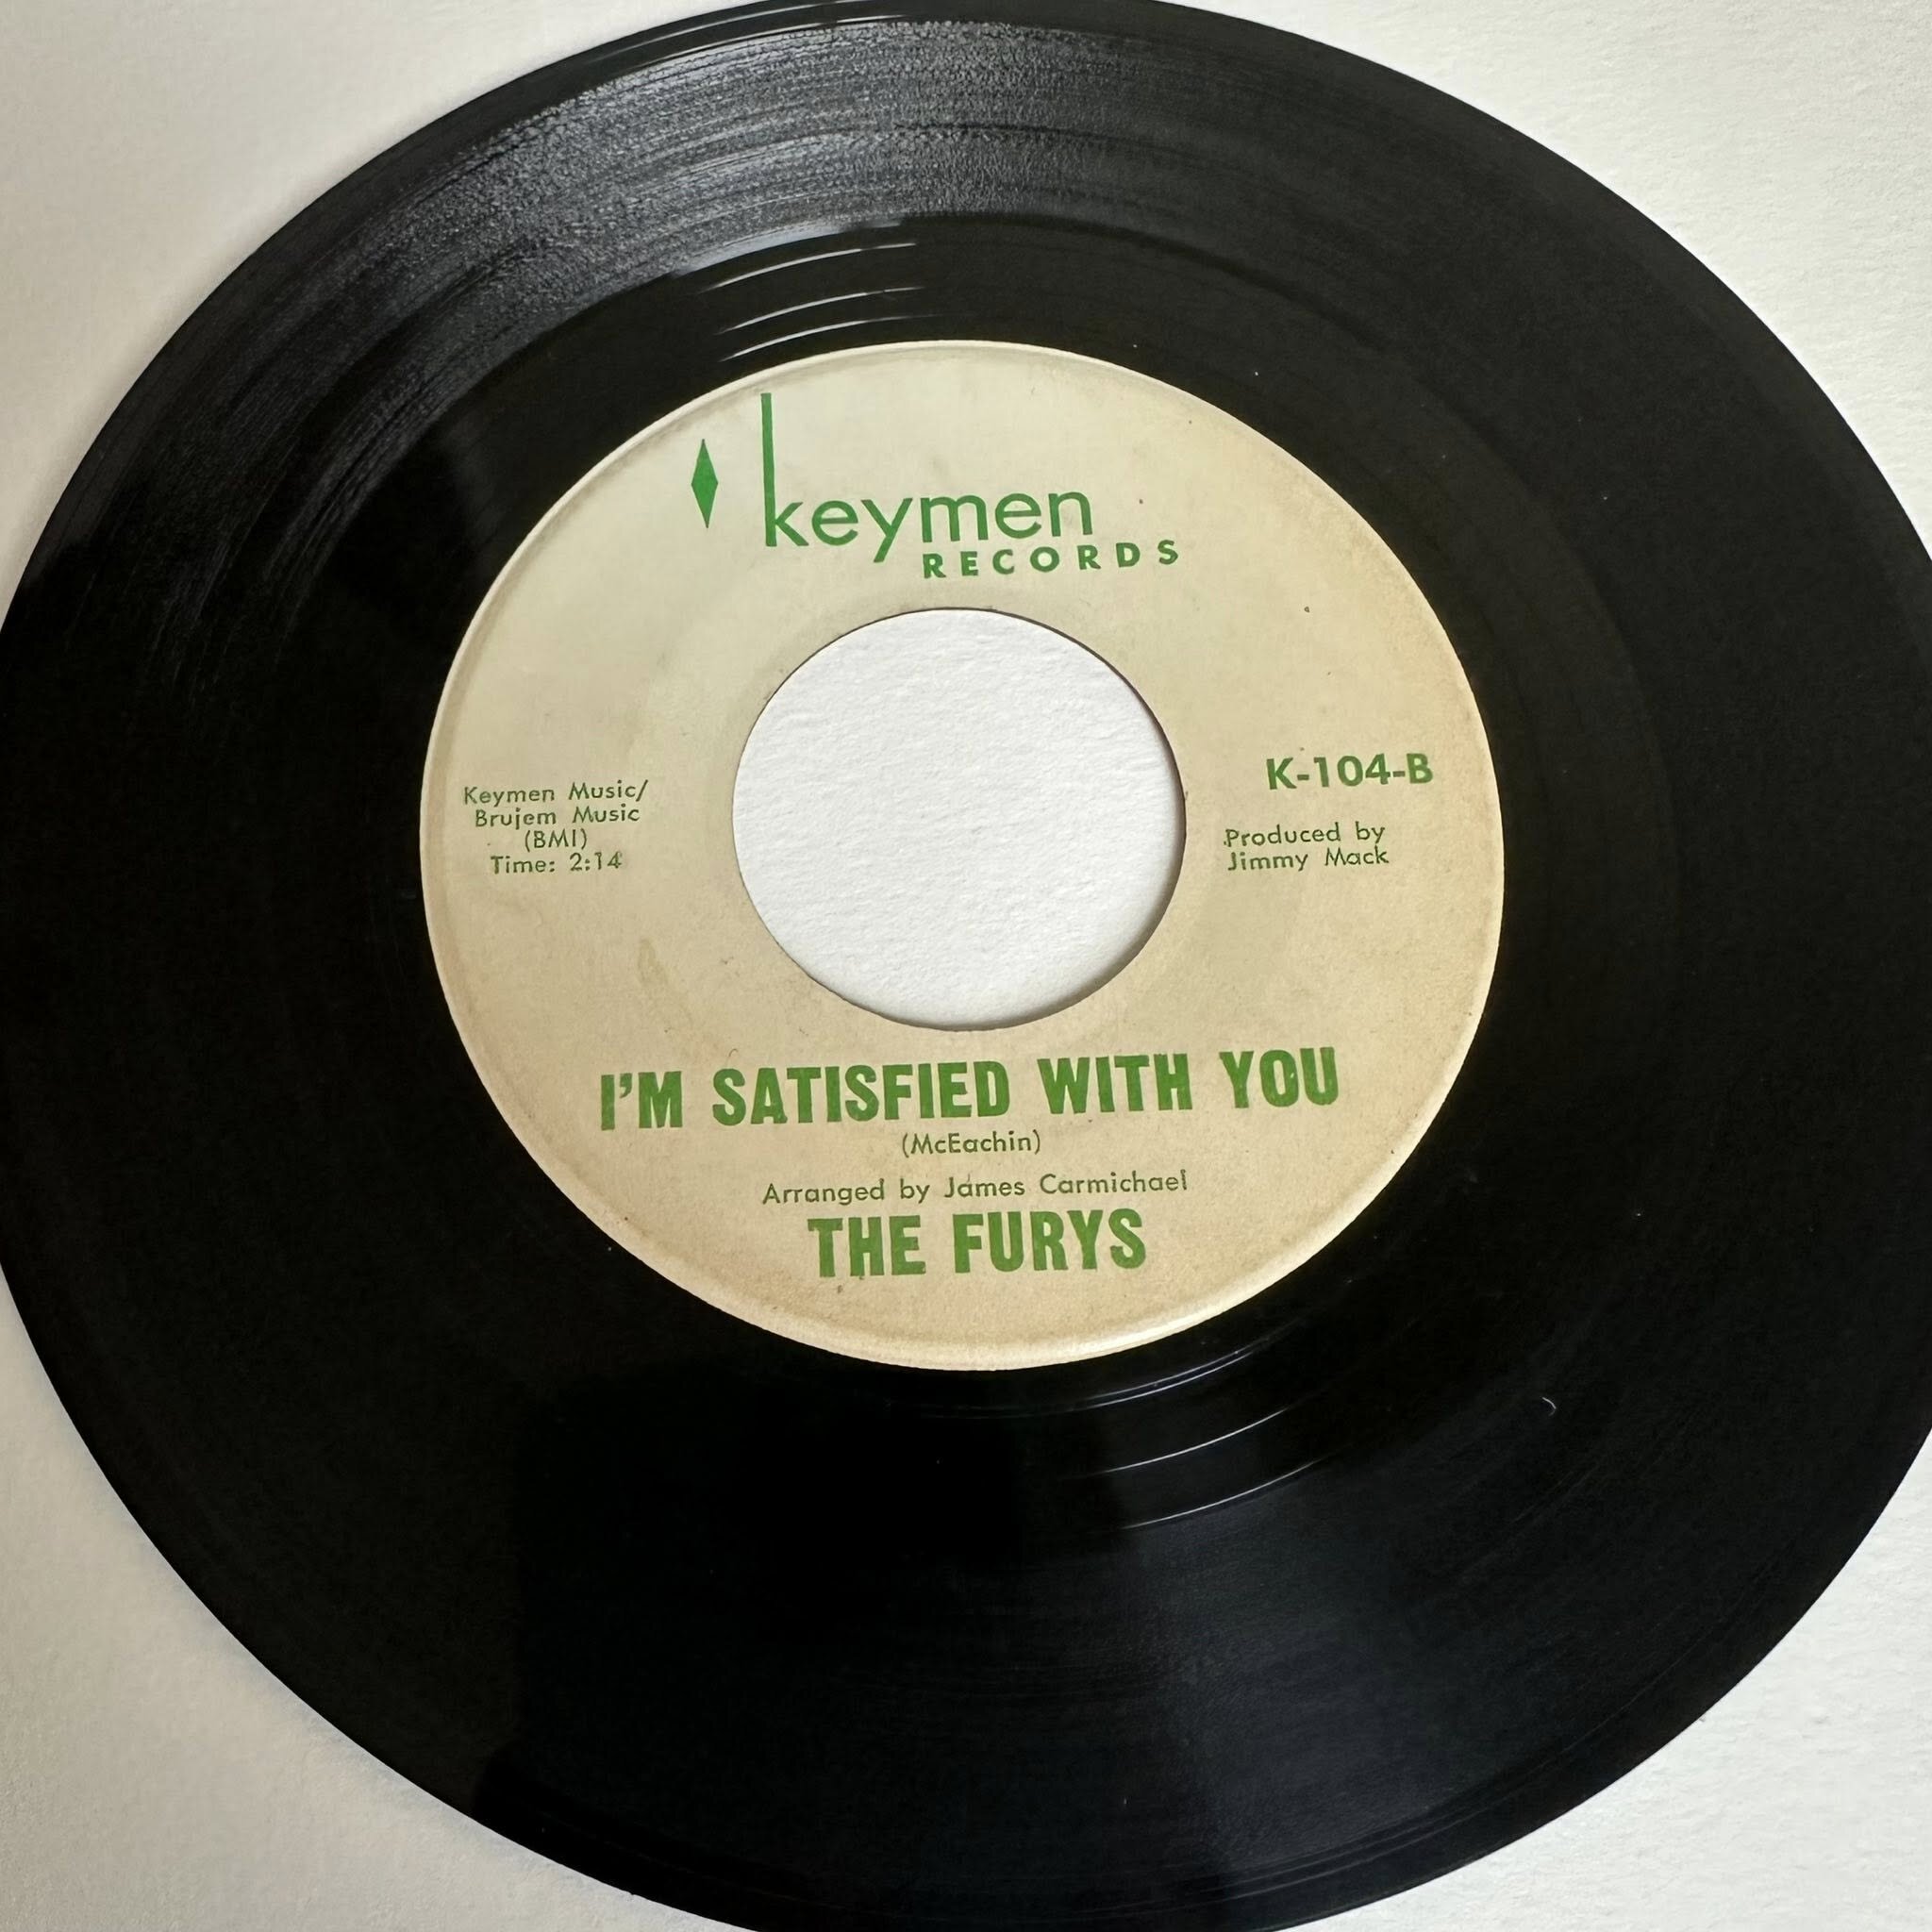 keymen
RECORDS
K-104-B
Keymen Music/
Brujem Music
(BMI)
Time: 2:14
Produced by
Jimmy Mack
I'M SATISFIED WITH YOU
(McEachin)
Arranged by James Carmichael
THE FURYS